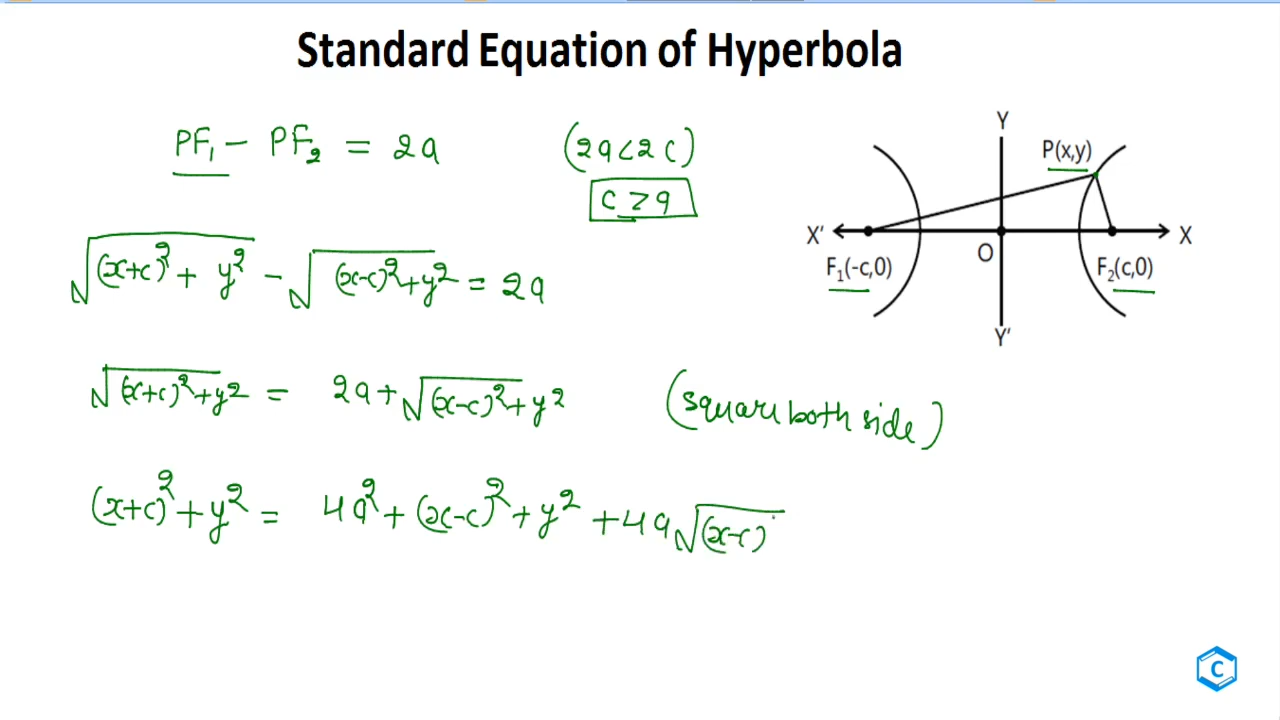 Standard Equation of Hyperbola
PF₁ - PF₂ = 2a (2a<2c)
c ≥ a
√(x+c)² + y² - √(x-c)²+y² = 2a
√(x+c)²+y² = 2a+√(x-c)²+y² (square both side)
(x+c)²+y² = 4a²+(x-c)²+y²+4a√(x-c)
Y
P(x,y)
X' O X
F₁(-c,0) F₂(c,0)
Y'
C